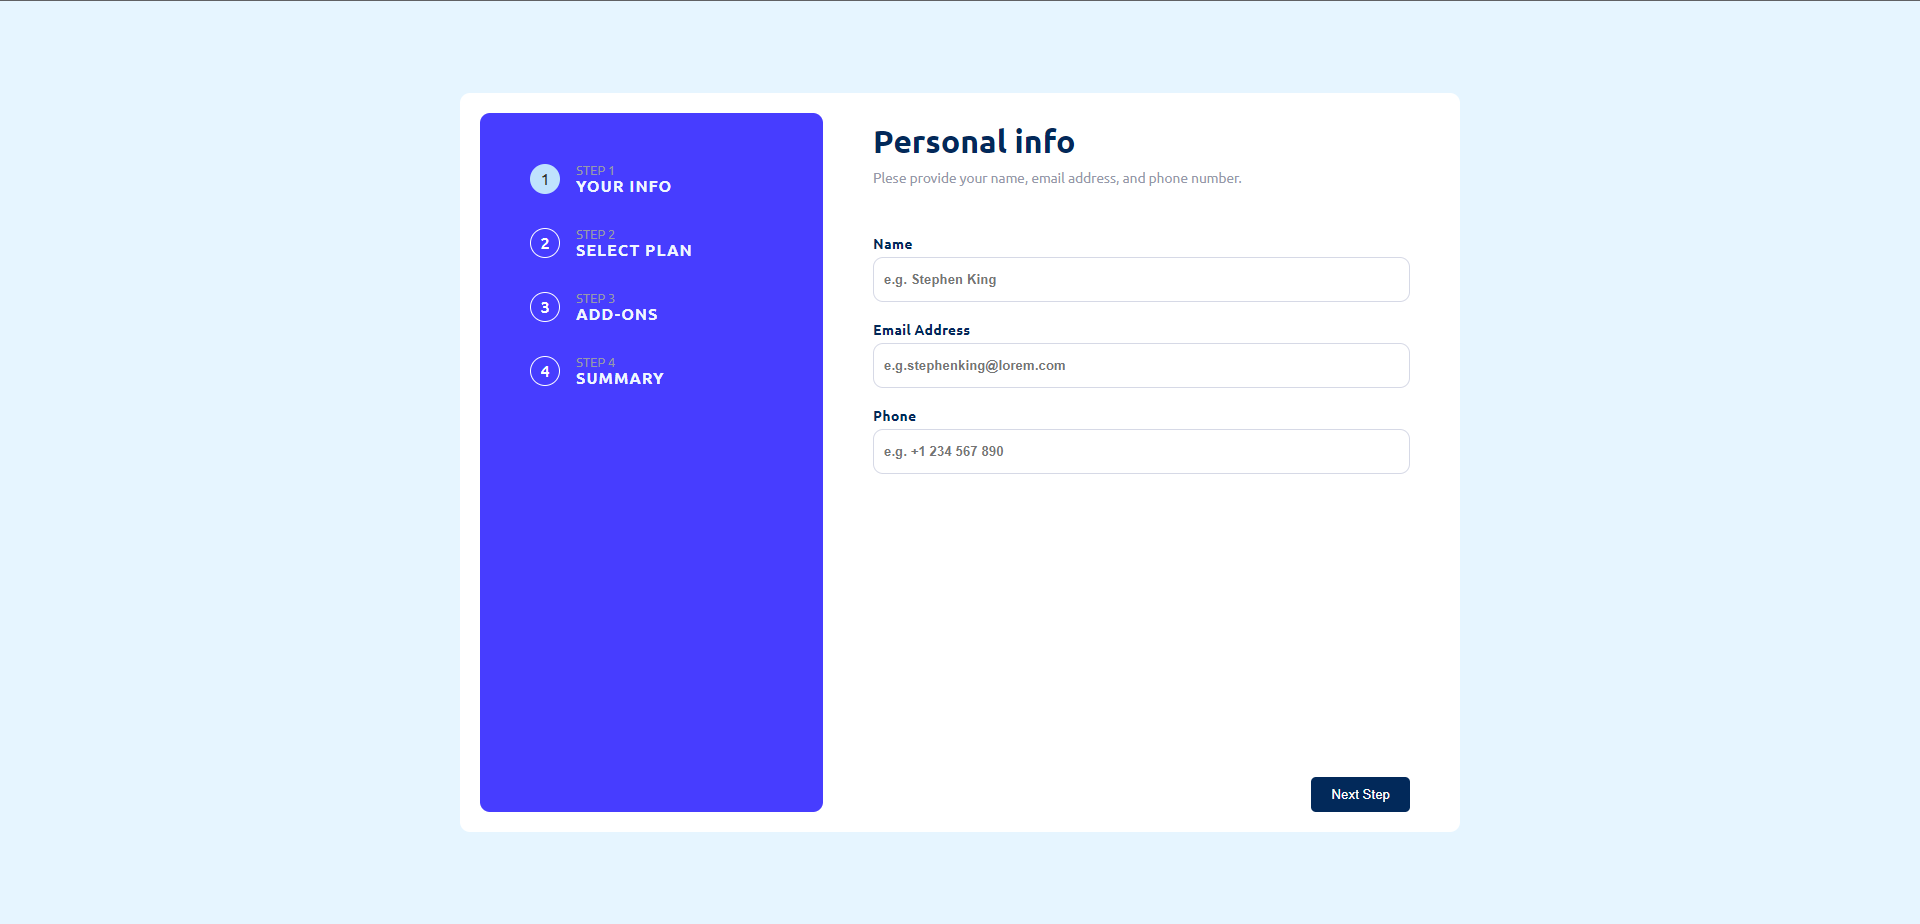 1
STEP 1
YOUR INFO
2
STEP 2
SELECT PLAN
3
STEP 3
ADD-ONS
4
STEP 4
SUMMARY
Personal info
Plese provide your name, email address, and phone number.
Name
e.g. Stephen King
Email Address
e.g.stephenking@lorem.com
Phone
e.g. +1 234 567 890
Next Step